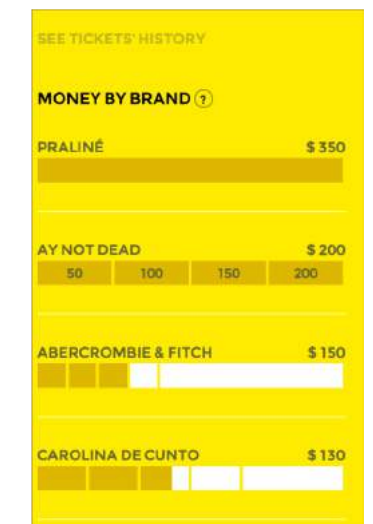 SEE TICKETS' HISTORY
MONEY BY BRAND ?
PRALINÉ $ 350
AY NOT DEAD $ 200
50 100 150 200
ABERCROMBIE & FITCH $ 150
CAROLINA DE CUNTO $ 130